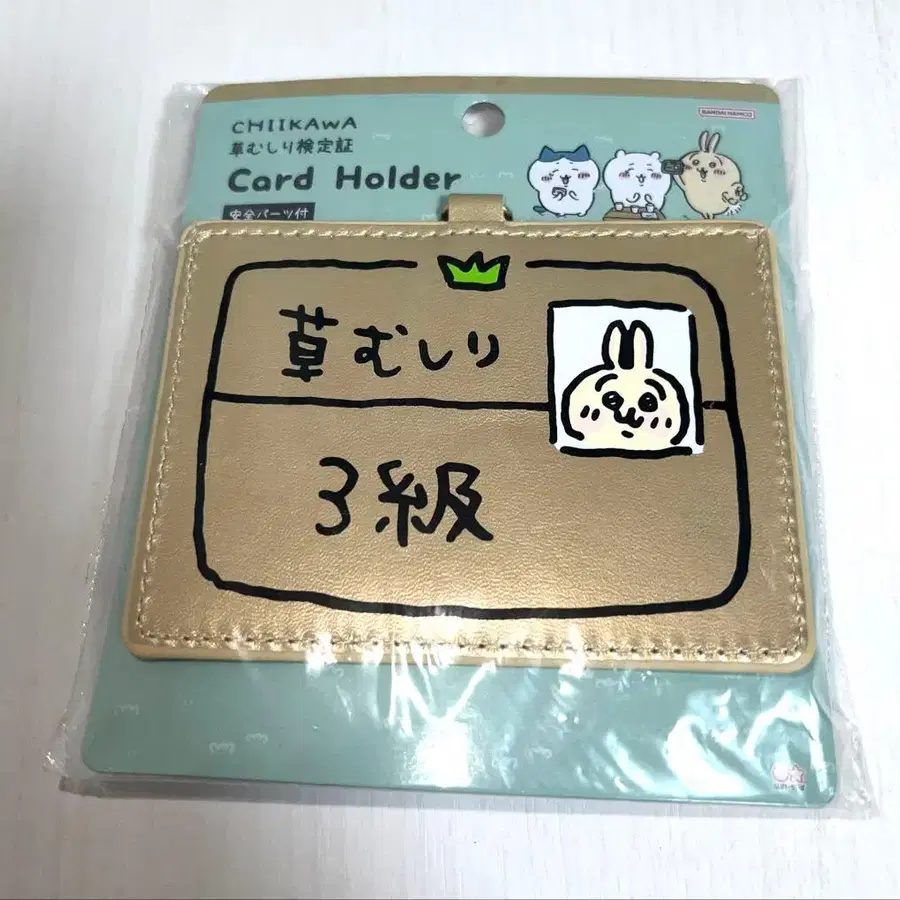 CHIIKAWA
草むしり検定証
Card Holder
安全パーツ付
BANDAI NAMCO
草むしり
3級